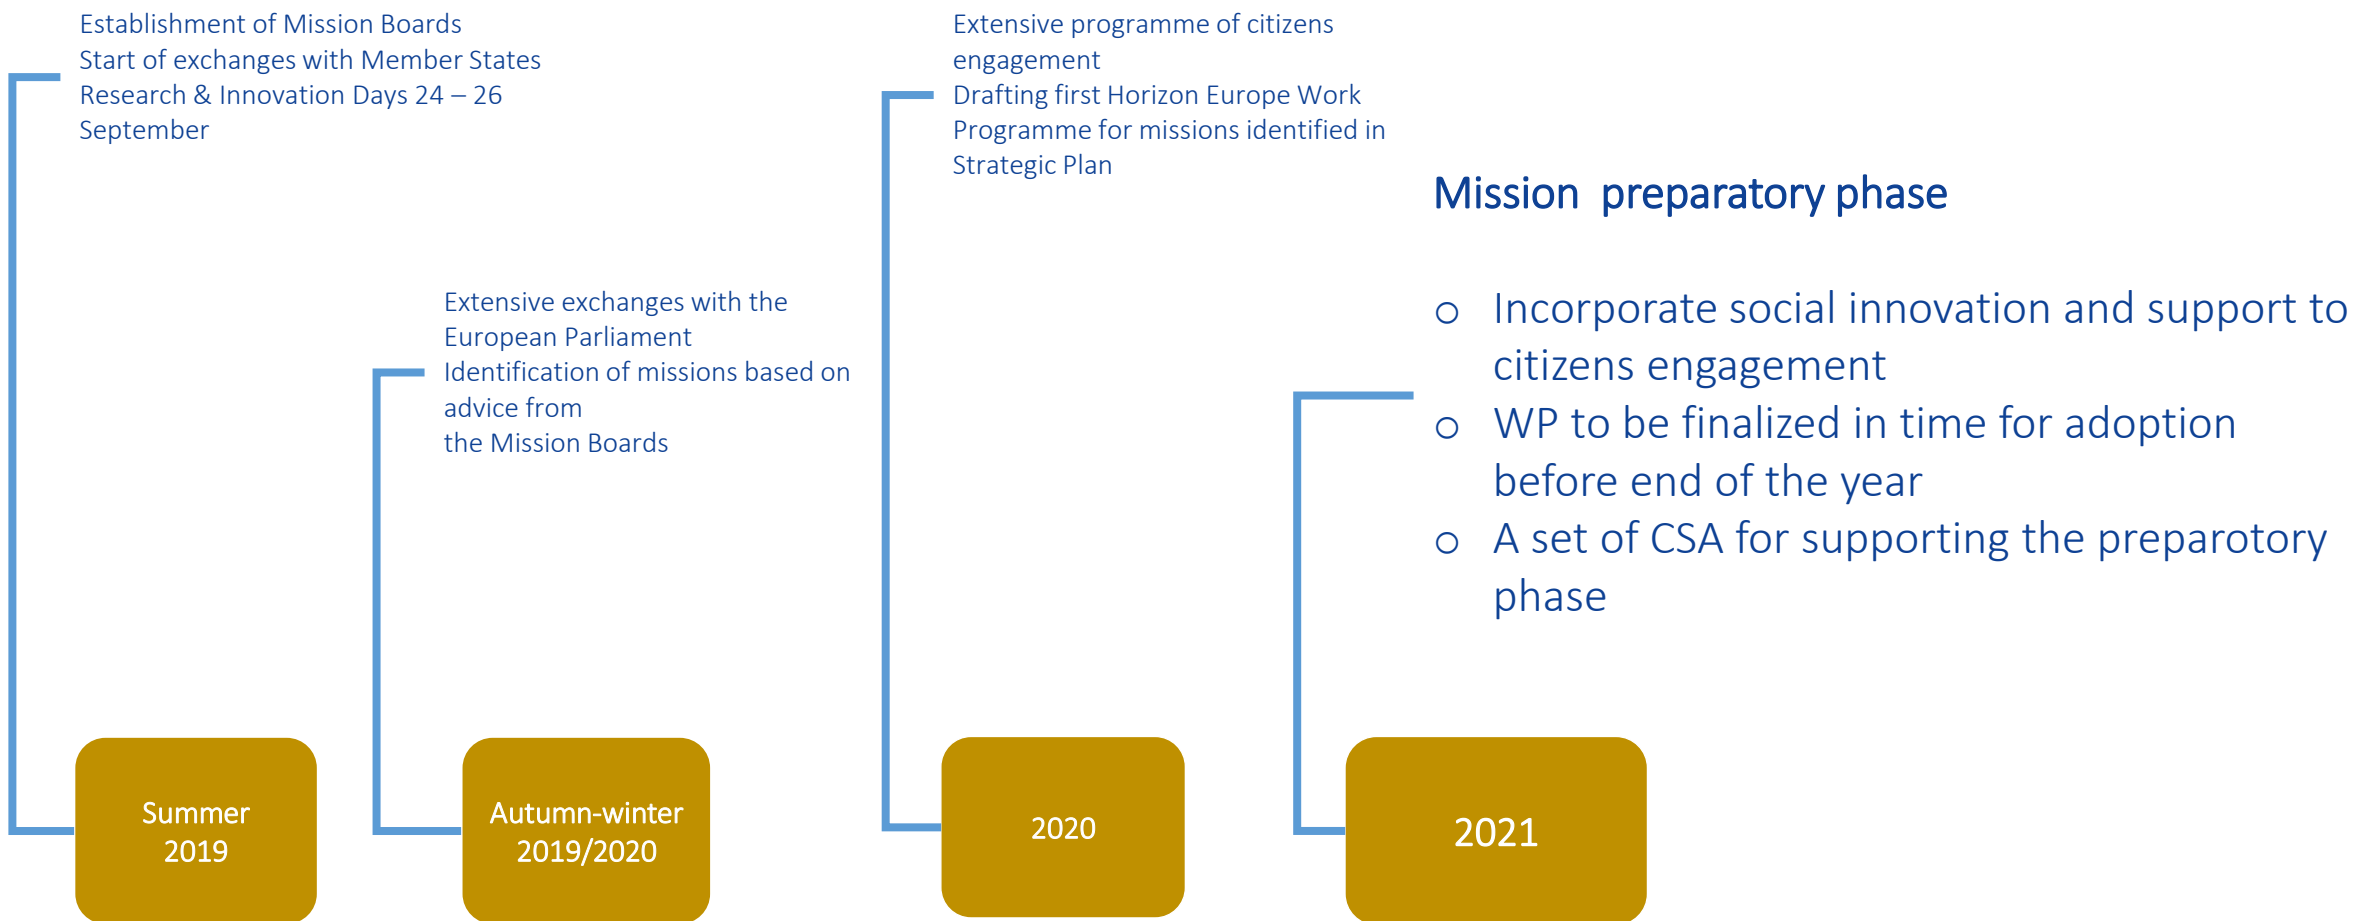 Establishment of Mission Boards
Start of exchanges with Member States
Research & Innovation Days 24 – 26
September
Summer
2019
Extensive exchanges with the
European Parliament
Identification of missions based on
advice from
the Mission Boards
Autumn-winter
2019/2020
Extensive programme of citizens
engagement
Drafting first Horizon Europe Work
Programme for missions identified in
Strategic Plan
2020
Mission preparatory phase
o Incorporate social innovation and support to
citizens engagement
o WP to be finalized in time for adoption
before end of the year
o A set of CSA for supporting the preparotory
phase
2021